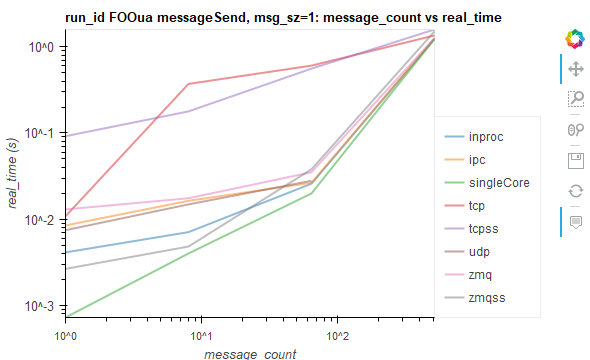 run_id FOOua messageSend, msg_sz=1: message_count vs real_time
10^0
10^-1
10^-2
10^-3
real_time (s)
10^0
10^1
10^2
message_count
inproc
ipc
singleCore
tcp
tcpss
udp
zmq
zmqss